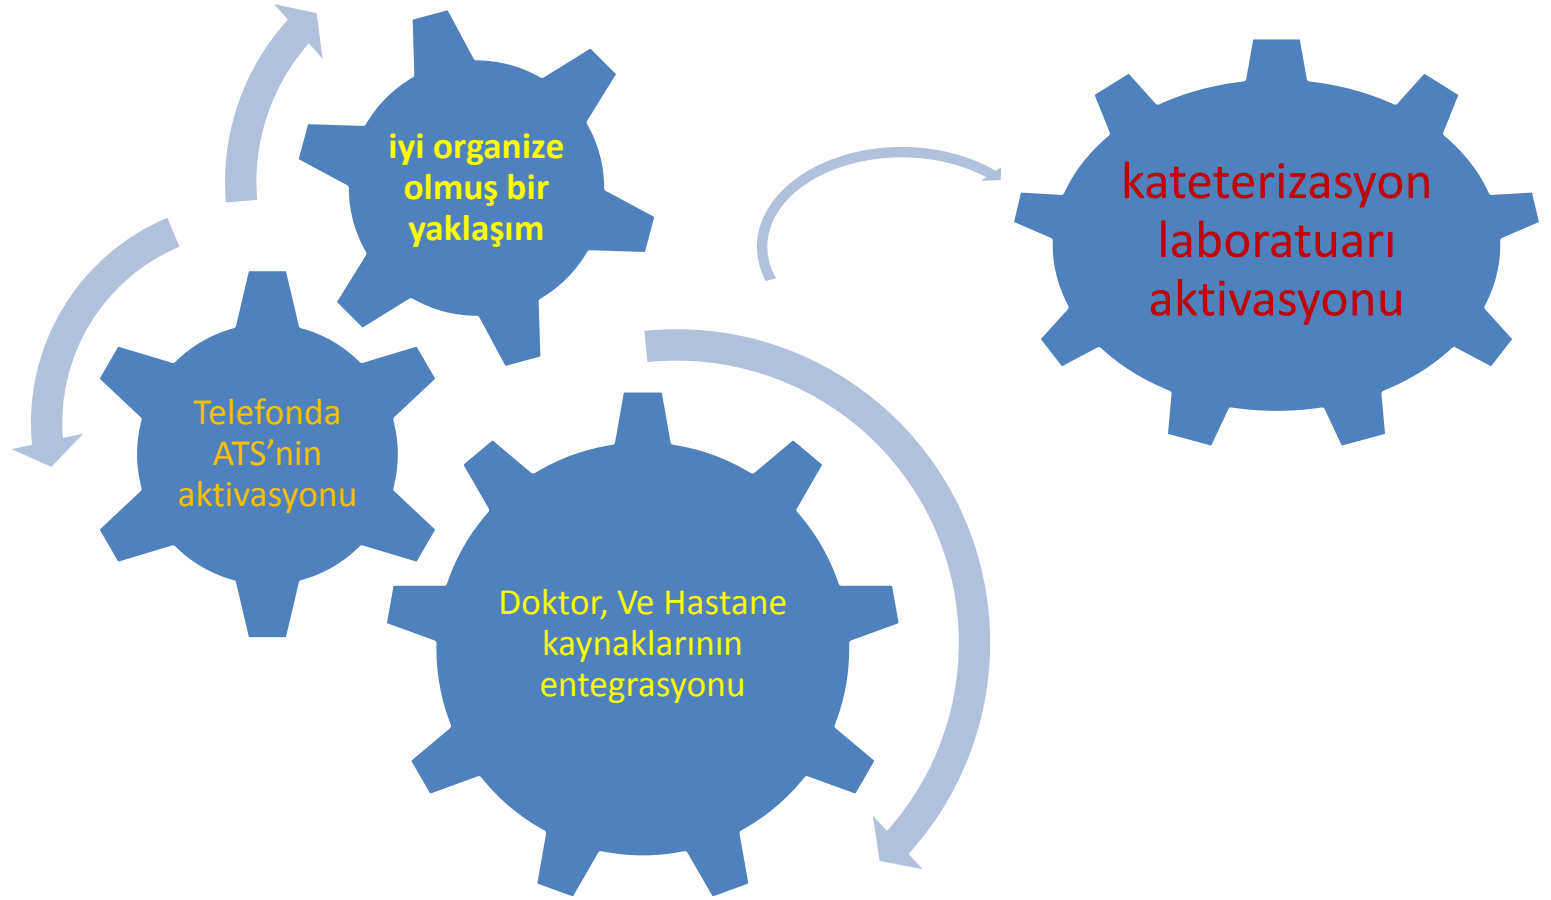 iyi organize
olmuş bir
yaklaşım
kateterizasyon
laboratuarı
aktivasyonu
Telefonda
ATS’nin
aktivasyonu
Doktor, Ve Hastane
kaynaklarının
entegrasyonu